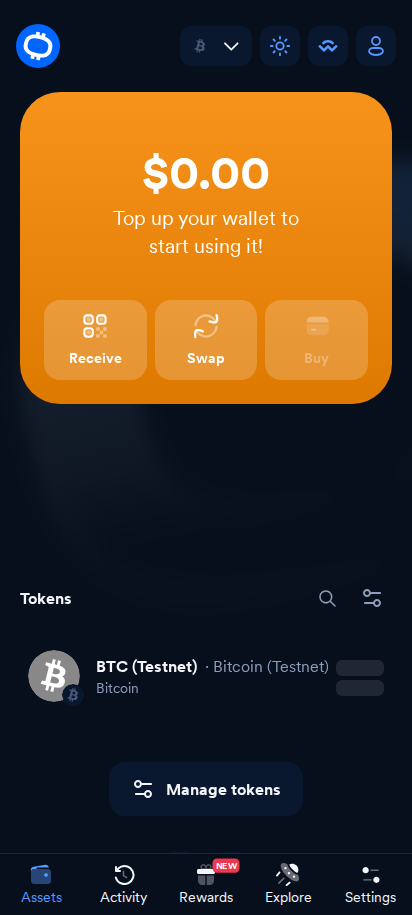 $0.00
Top up your wallet to
start using it!
Receive
Swap
Buy
Tokens
BTC (Testnet) · Bitcoin (Testnet)
Bitcoin
Manage tokens
NEW
Assets
Activity
Rewards
Explore
Settings